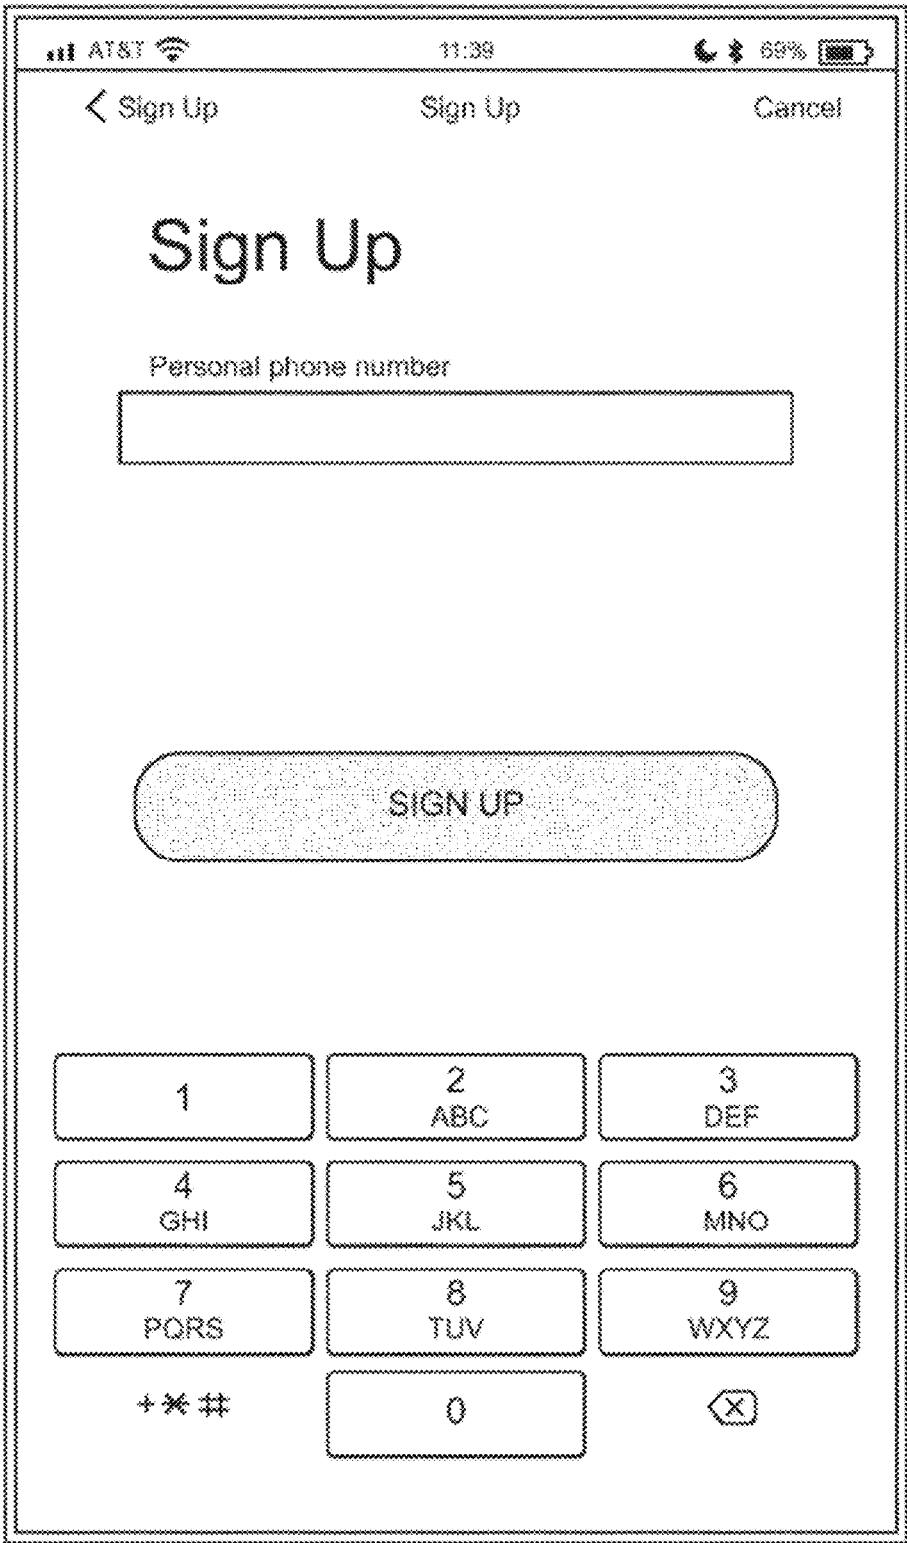 AT&T 11:39 69%
< Sign Up Sign Up Cancel
Sign Up
Personal phone number
SIGN UP
1 2 3
ABC DEF
4 5 6
GHI JKL MNO
7 8 9
PQRS TUV WXYZ
+*# 0